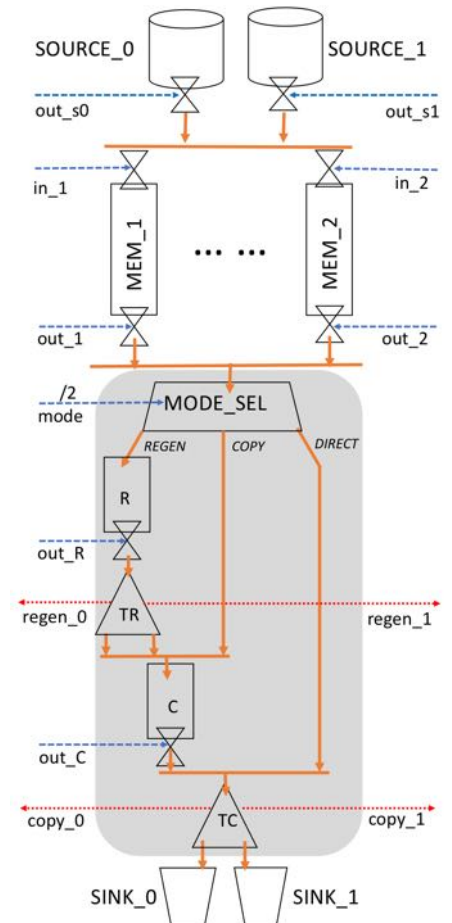 SOURCE_0 SOURCE_1
out_s0 out_s1
in_1 in_2
MEM_1 ... ... MEM_2
out_1 out_2
/2
mode MODE_SEL
REGEN COPY DIRECT
R
out_R
TR
regen_0 regen_1
C
out_C
copy_0 copy_1
TC
SINK_0 SINK_1